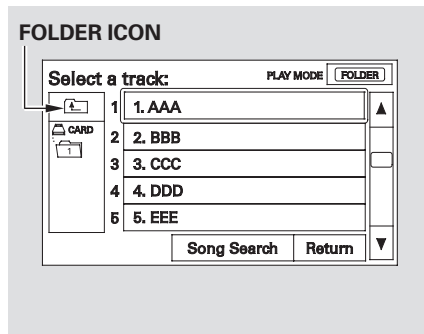 FOLDER ICON
Select a track: PLAY MODE FOLDER
1 1. AAA
CARD
1
2 2. BBB
3 3. CCC
4 4. DDD
5 5. EEE
Song Search Return